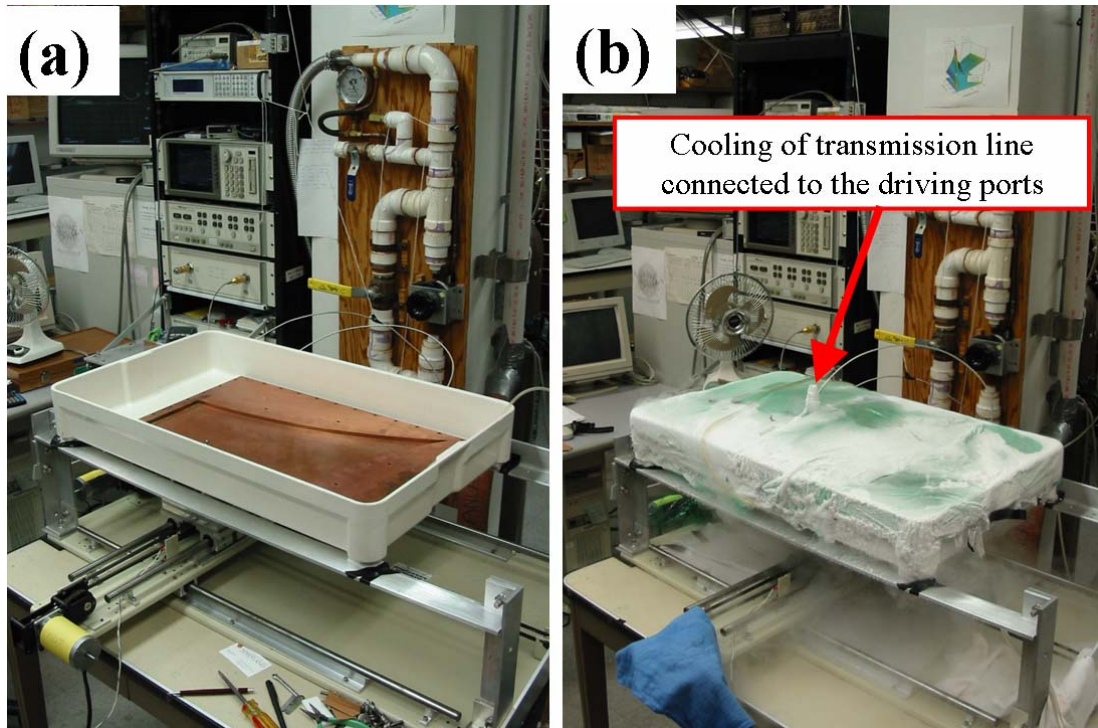 (a)
(b)
Cooling of transmission line
connected to the driving ports